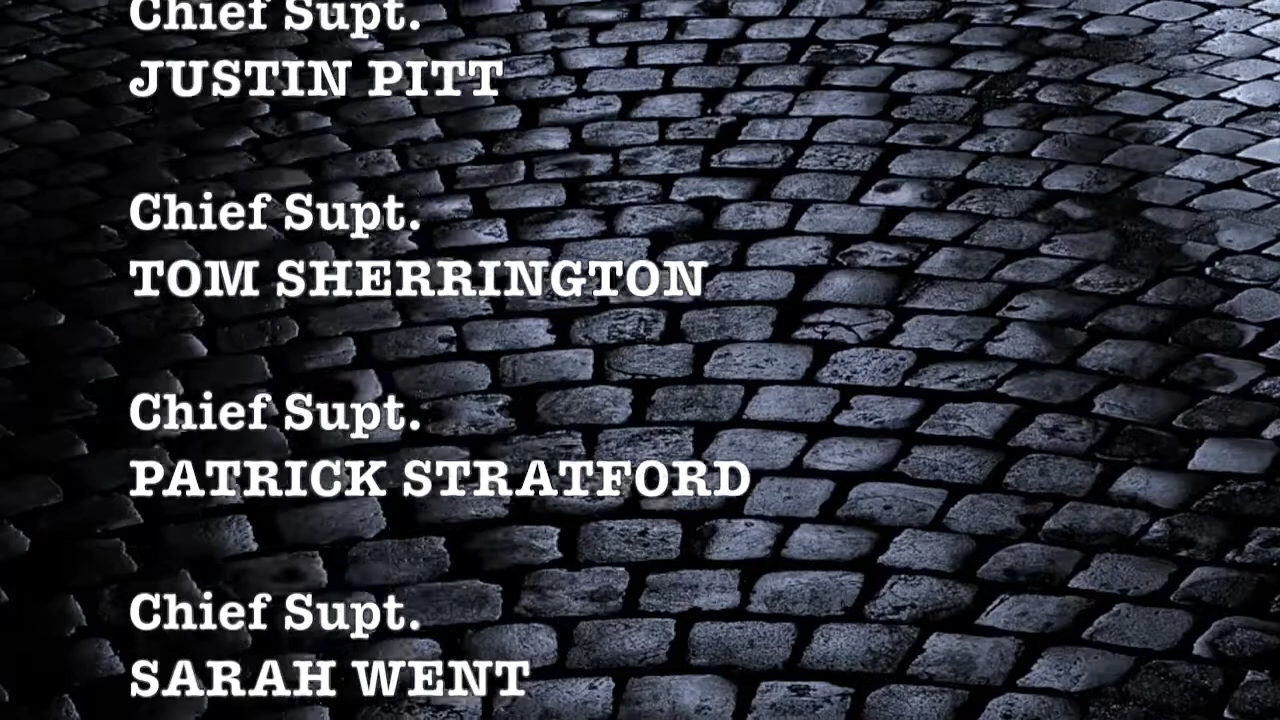 Chief Supt.
JUSTIN PITT
Chief Supt.
TOM SHERRINGTON
Chief Supt.
PATRICK STRATFORD
Chief Supt.
SARAH WENT